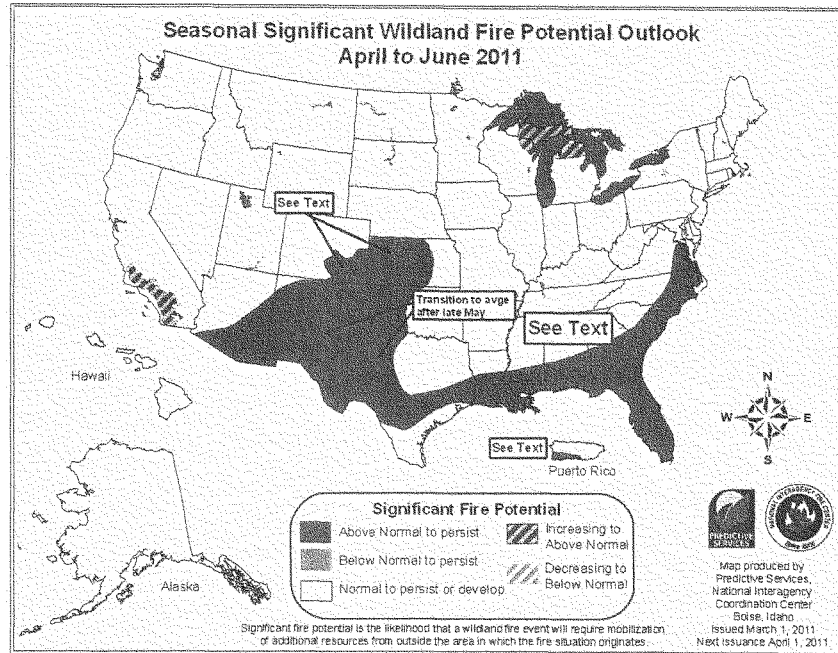 Seasonal Significant Wildland Fire Potential Outlook
April to June 2011
See Text
Transition to avge
after late May
See Text
Hawaii
N
W
E
S
See Text
Puerto Rico
Alaska
Significant Fire Potential
Above Normal to persist
Below Normal to persist
Normal to persist or develop
Increasing to
Above Normal
Decreasing to
Below Normal
PREDICTIVE
SERVICES
Map produced by
Predictive Services,
National Interagency
Coordination Center
Boise, Idaho
Issued March 1, 2011
Next issuance April 1, 2011
Significant fire potential is the likelihood that a wildland fire event will require mobilization
of additional resources from outside the area in which the fire situation originates.